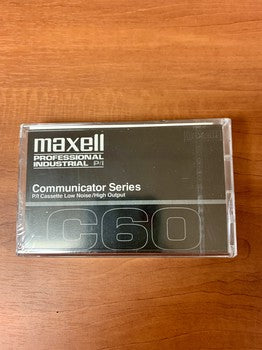 maxell
PROFESSIONAL
INDUSTRIAL P/I
Communicator Series
P/I Cassette Low Noise/High Output
C60